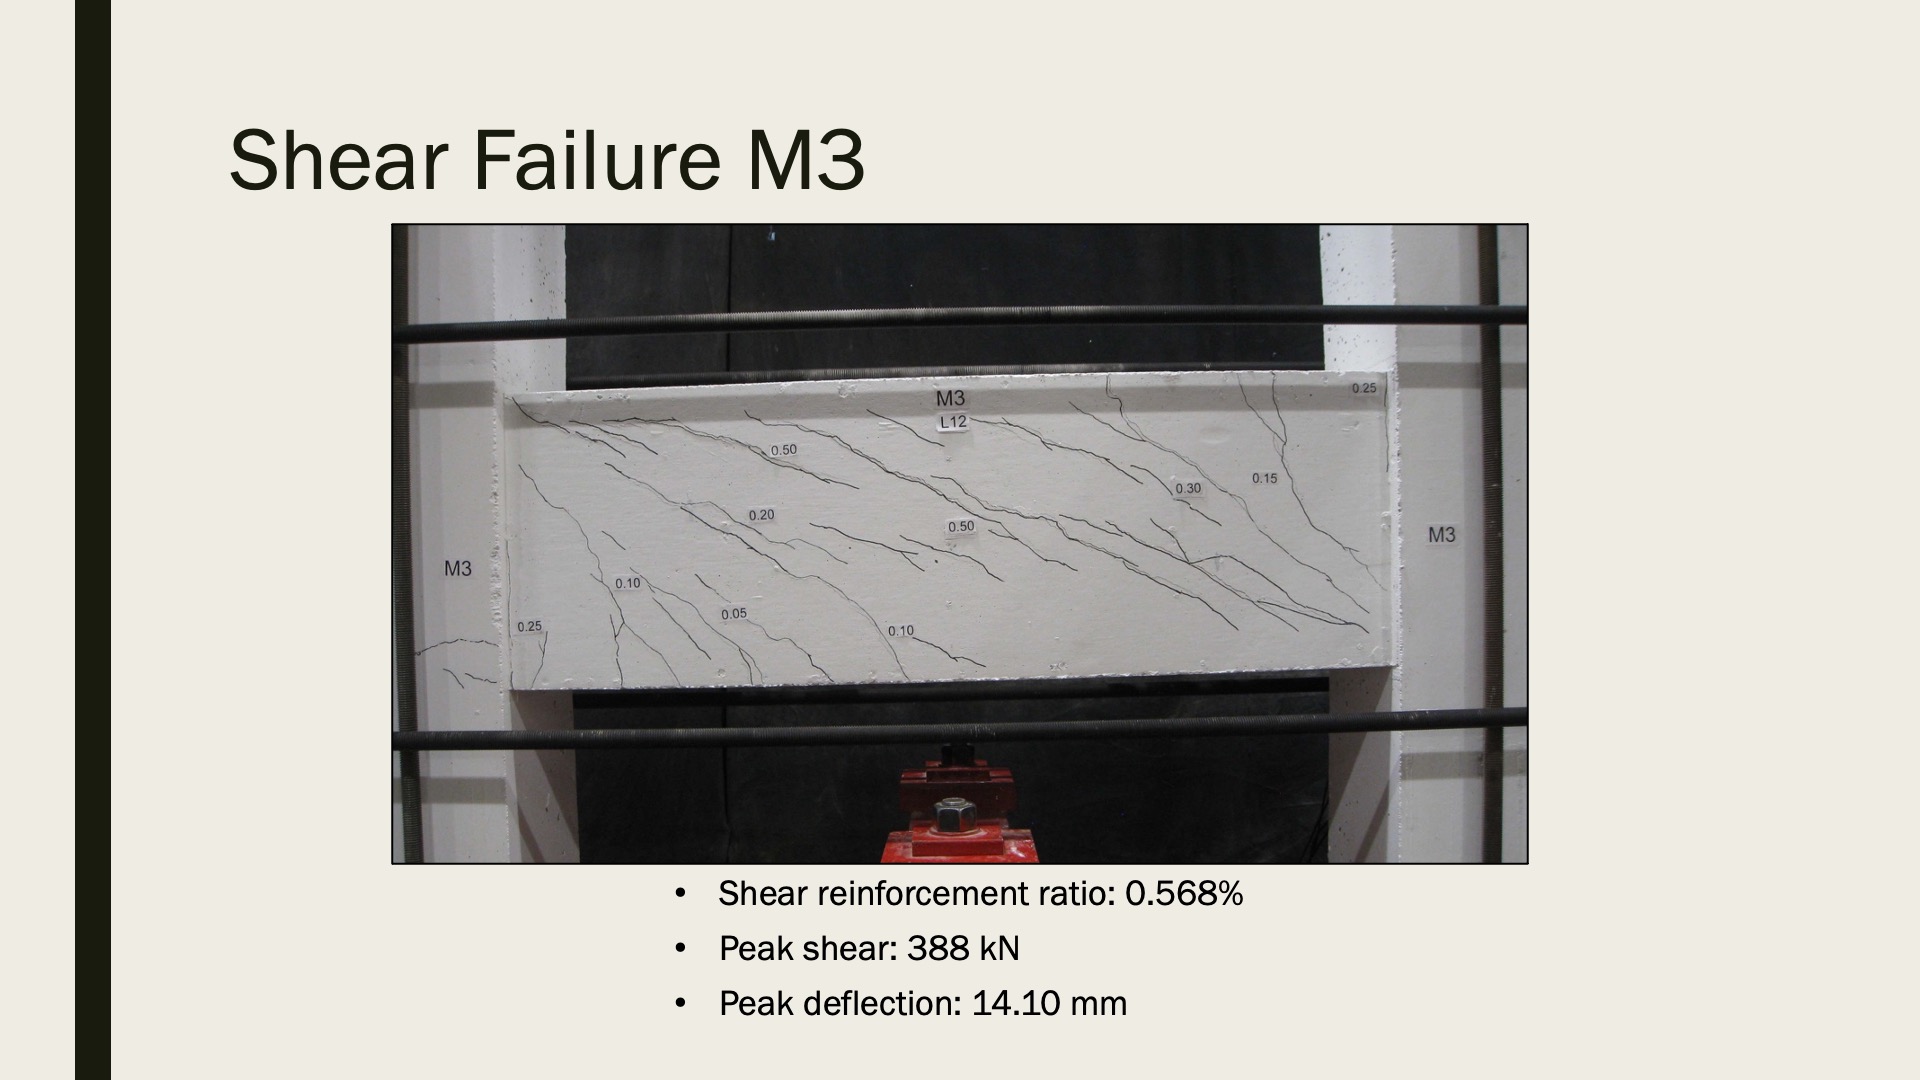 Shear Failure M3
M3
L12
0.25
0.50
0.30
0.15
0.20
0.50
M3
M3
0.10
0.05
0.25
0.10
• Shear reinforcement ratio: 0.568%
• Peak shear: 388 kN
• Peak deflection: 14.10 mm